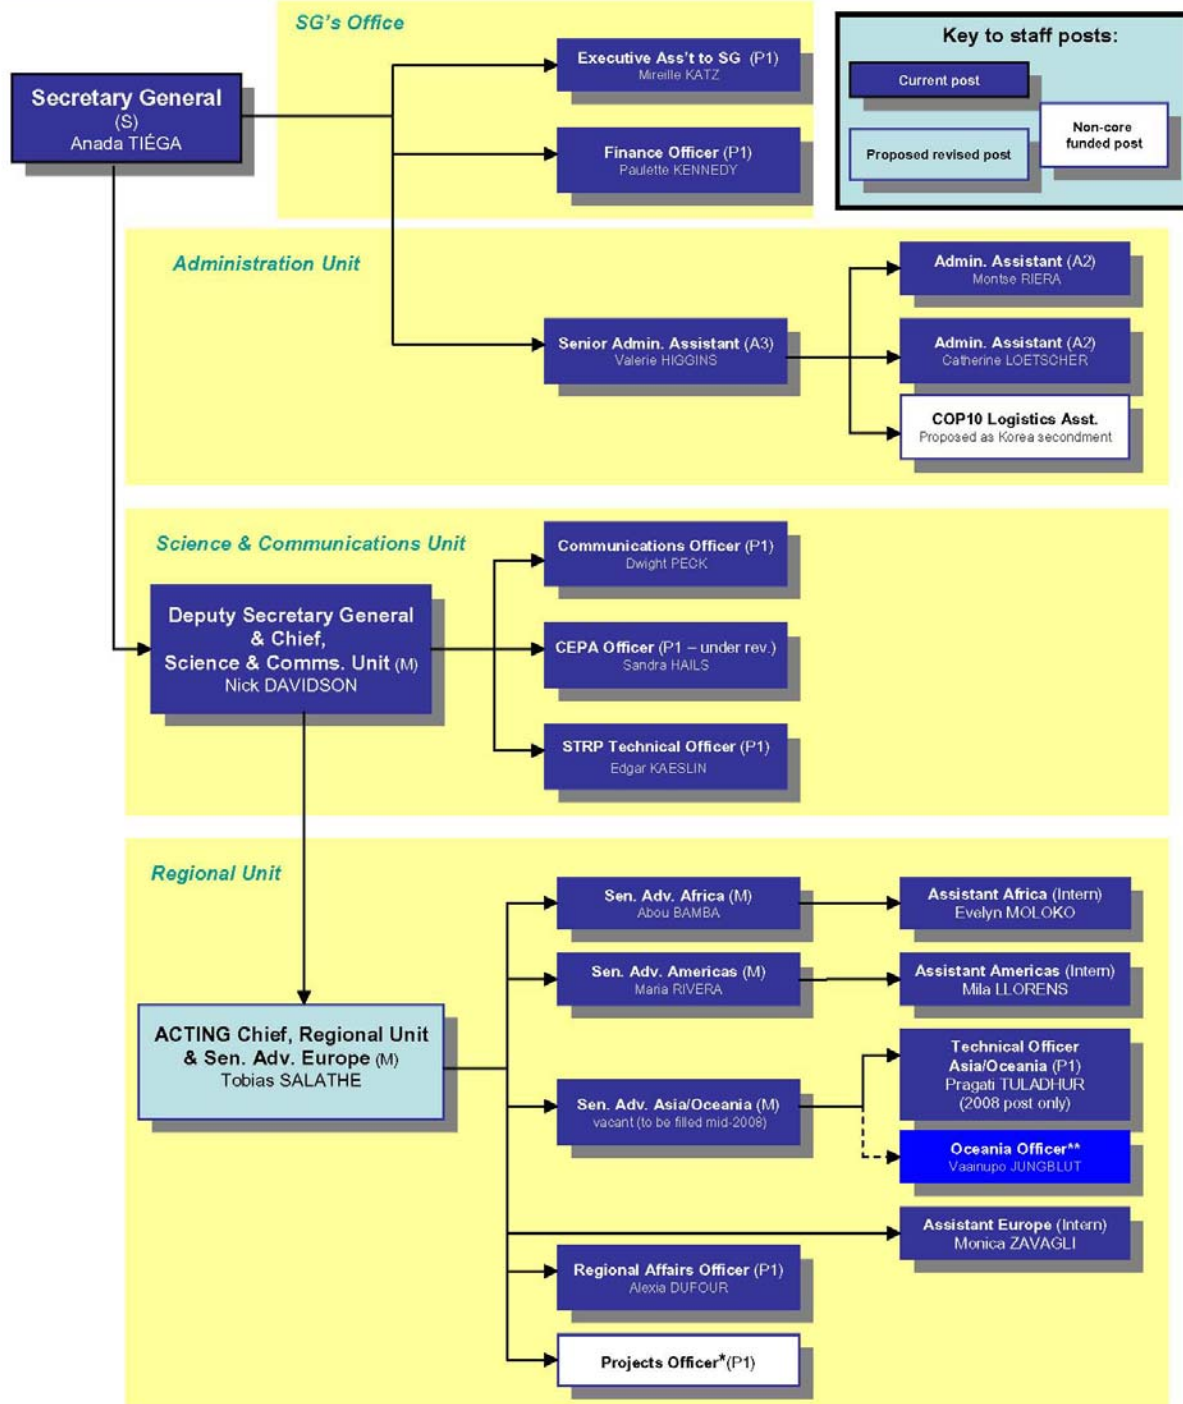 SG's Office
Key to staff posts:
Current post
Non-core
funded post
Proposed revised post
Secretary General
(S)
Anada TIÉGA
Executive Ass't to SG (P1)
Mireille KATZ
Finance Officer (P1)
Paulette KENNEDY
Administration Unit
Senior Admin. Assistant (A3)
Valerie HIGGINS
Admin. Assistant (A2)
Montse RIERA
Admin. Assistant (A2)
Catherine LOETSCHER
COP10 Logistics Asst.
Proposed as Korea secondment
Science & Communications Unit
Deputy Secretary General
& Chief,
Science & Comms. Unit (M)
Nick DAVIDSON
Communications Officer (P1)
Dwight PECK
CEPA Officer (P1 – under rev.)
Sandra HAILS
STRP Technical Officer (P1)
Edgar KAESLIN
Regional Unit
ACTING Chief, Regional Unit
& Sen. Adv. Europe (M)
Tobias SALATHE
Sen. Adv. Africa (M)
Abou BAMBA
Assistant Africa (Intern)
Evelyn MOLOKO
Sen. Adv. Americas (M)
Maria RIVERA
Assistant Americas (Intern)
Mila LLORENS
Sen. Adv. Asia/Oceania (M)
vacant (to be filled mid-2008)
Technical Officer
Asia/Oceania (P1)
Pragati TULADHUR
(2008 post only)
Oceania Officer**
Vaainupo JUNGBLUT
Assistant Europe (Intern)
Monica ZAVAGLI
Regional Affairs Officer (P1)
Alexia DUFOUR
Projects Officer*(P1)